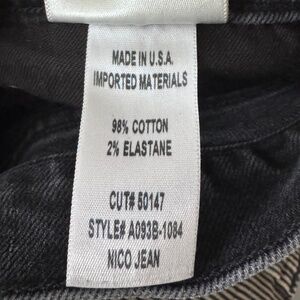 MADE IN U.S.A.
IMPORTED MATERIALS
98% COTTON
2% ELASTANE
CUT# 50147
STYLE# A093B-1084
NICO JEAN